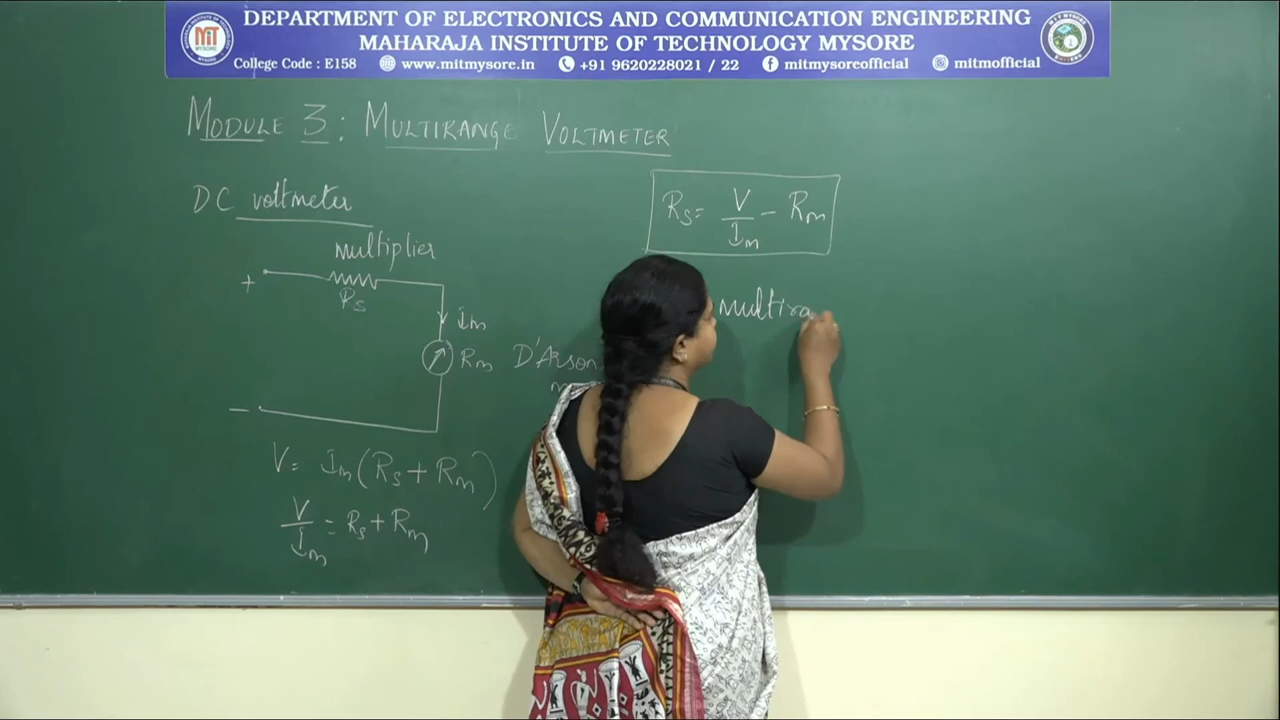 DEPARTMENT OF ELECTRONICS AND COMMUNICATION ENGINEERING
MAHARAJA INSTITUTE OF TECHNOLOGY MYSORE
College Code : E158 www.mitmysore.in +91 9620228021 / 22 mitmysoreofficial mitmofficial
MIT
MYSORE
MODULE 3 : MULTIRANGE VOLTMETER
DC voltmeter
multiplier
+
Rs
Im
Rm D'Arson
m
–
V = Im (Rs + Rm)
V/Im = Rs + Rm
Rs = V/Im – Rm
multira